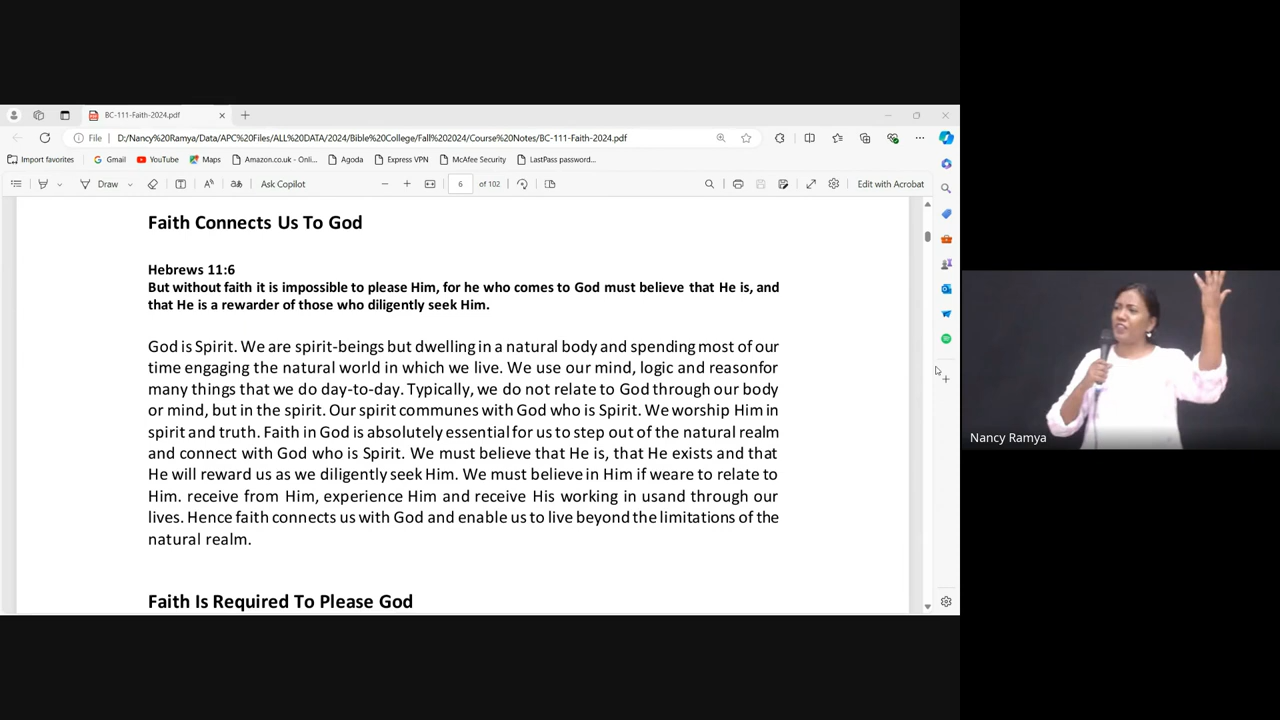 BC-111-Faith-2024.pdf
File D:/Nancy%20Ramya/Data/APC%20Files/ALL%20DATA/2024/Bible%20College/Fall%202024/Course%20Notes/BC-111-Faith-2024.pdf
Import favorites Gmail YouTube Maps Amazon.co.uk - Onli... Agoda Express VPN McAfee Security LastPass password...
Draw Ask Copilot 6 of 102 Edit with Acrobat
Faith Connects Us To God
Hebrews 11:6
But without faith it is impossible to please Him, for he who comes to God must believe that He is, and
that He is a rewarder of those who diligently seek Him.
God is Spirit. We are spirit-beings but dwelling in a natural body and spending most of our
time engaging the natural world in which we live. We use our mind, logic and reasonfor
many things that we do day-to-day. Typically, we do not relate to God through our body
or mind, but in the spirit. Our spirit communes with God who is Spirit. We worship Him in
spirit and truth. Faith in God is absolutely essential for us to step out of the natural realm
and connect with God who is Spirit. We must believe that He is, that He exists and that
He will reward us as we diligently seek Him. We must believe in Him if weare to relate to
Him. receive from Him, experience Him and receive His working in usand through our
lives. Hence faith connects us with God and enable us to live beyond the limitations of the
natural realm.
Faith Is Required To Please God
Nancy Ramya